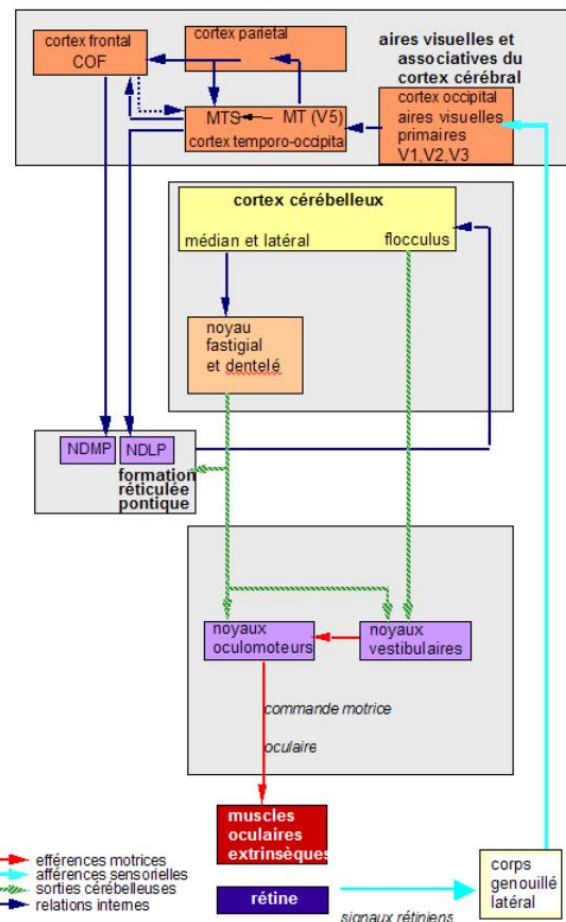 cortex frontal
COF
cortex parietal
aires visuelles et
associatives du
cortex cérébral
MTS
MT (V5)
cortex temporo-occipita
cortex occipital
aires visuelles
primaires
V1,V2,V3
cortex cérébelleux
médian et latéral
flocculus
noyau
fastigial
et dentelé
NDMP
NDLP
formation
réticulée
pontique
noyaux
oculomoteurs
noyaux
vestibulaires
commande motrice
oculaire
muscles
oculaires
extrinsèques
efférences motrices
afférences sensorielles
sorties cérébelleuses
relations internes
rétine
signaux rétiniens
corps
genouillé
latéral